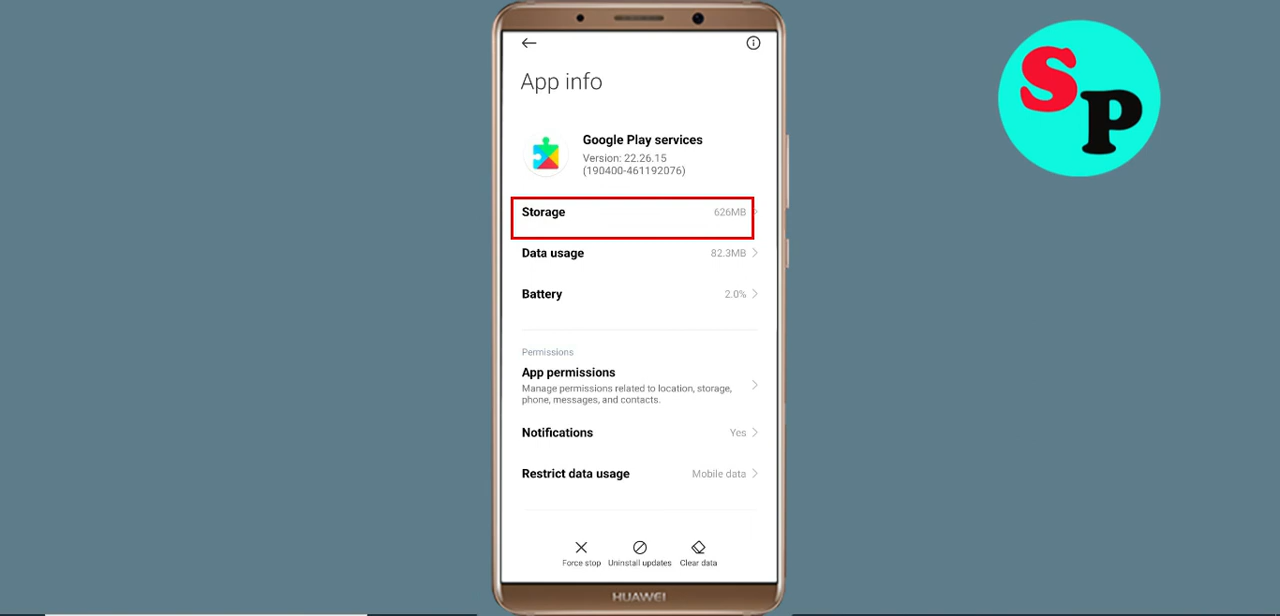 SP
App info
Google Play services
Version: 22.26.15
(190400-461192076)
Storage 626MB
Data usage 82.3MB
Battery 2.0%
Permissions
App permissions
Manage permissions related to location, storage,
phone, messages, and contacts.
Notifications Yes
Restrict data usage Mobile data
Force stop Uninstall updates Clear data
HUAWEI